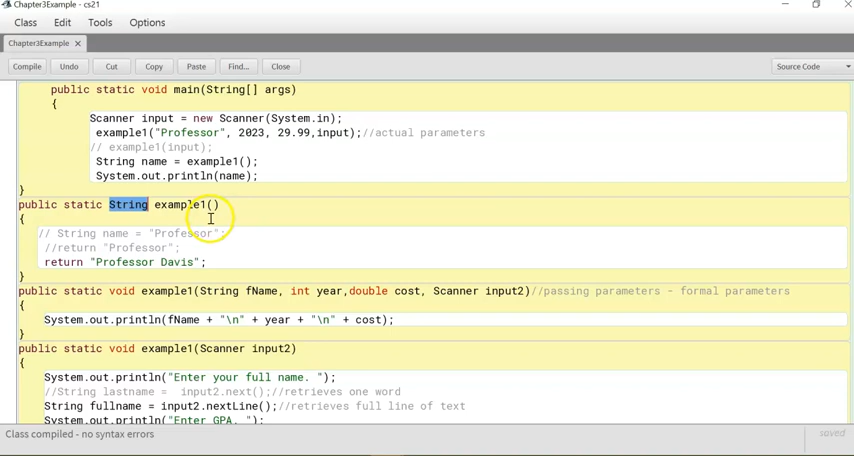 Chapter3Example - cs21
Class Edit Tools Options
Chapter3Example ×
Compile Undo Cut Copy Paste Find... Close Source Code
public static void main(String[] args)
{
Scanner input = new Scanner(System.in);
example1("Professor", 2023, 29.99,input);//actual parameters
// example1(input);
String name = example1();
System.out.println(name);
}
public static String example1()
{
// String name = "Professor";
//return "Professor";
return "Professor Davis";
}
public static void example1(String fName, int year,double cost, Scanner input2)//passing parameters - formal parameters
{
System.out.println(fName + "\n" + year + "\n" + cost);
}
public static void example1(Scanner input2)
{
System.out.println("Enter your full name. ");
//String lastname =  input2.next();//retrieves one word
String fullname = input2.nextLine();//retrieves full line of text
System.out.println("Enter GPA. ");
Class compiled - no syntax errors
saved